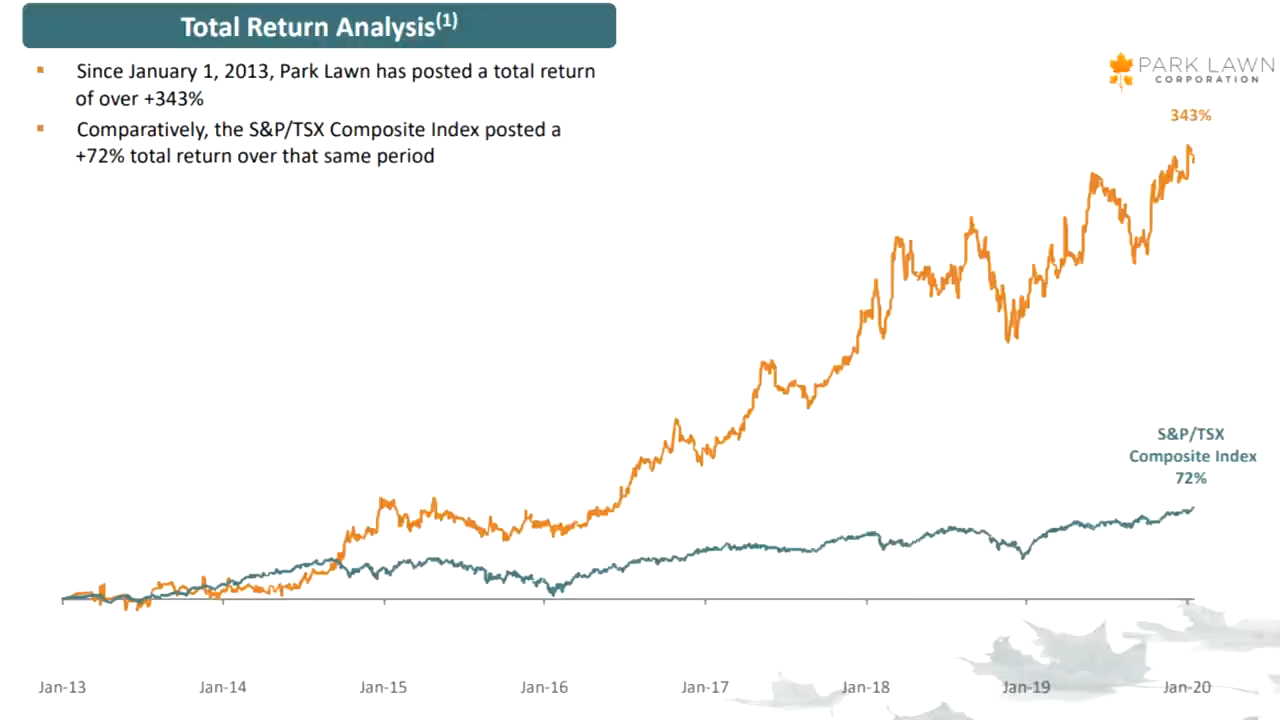 Total Return Analysis(1)
▪ Since January 1, 2013, Park Lawn has posted a total return
of over +343%
▪ Comparatively, the S&P/TSX Composite Index posted a
+72% total return over that same period
PARK LAWN
CORPORATION
343%
S&P/TSX
Composite Index
72%
Jan-13 Jan-14 Jan-15 Jan-16 Jan-17 Jan-18 Jan-19 Jan-20